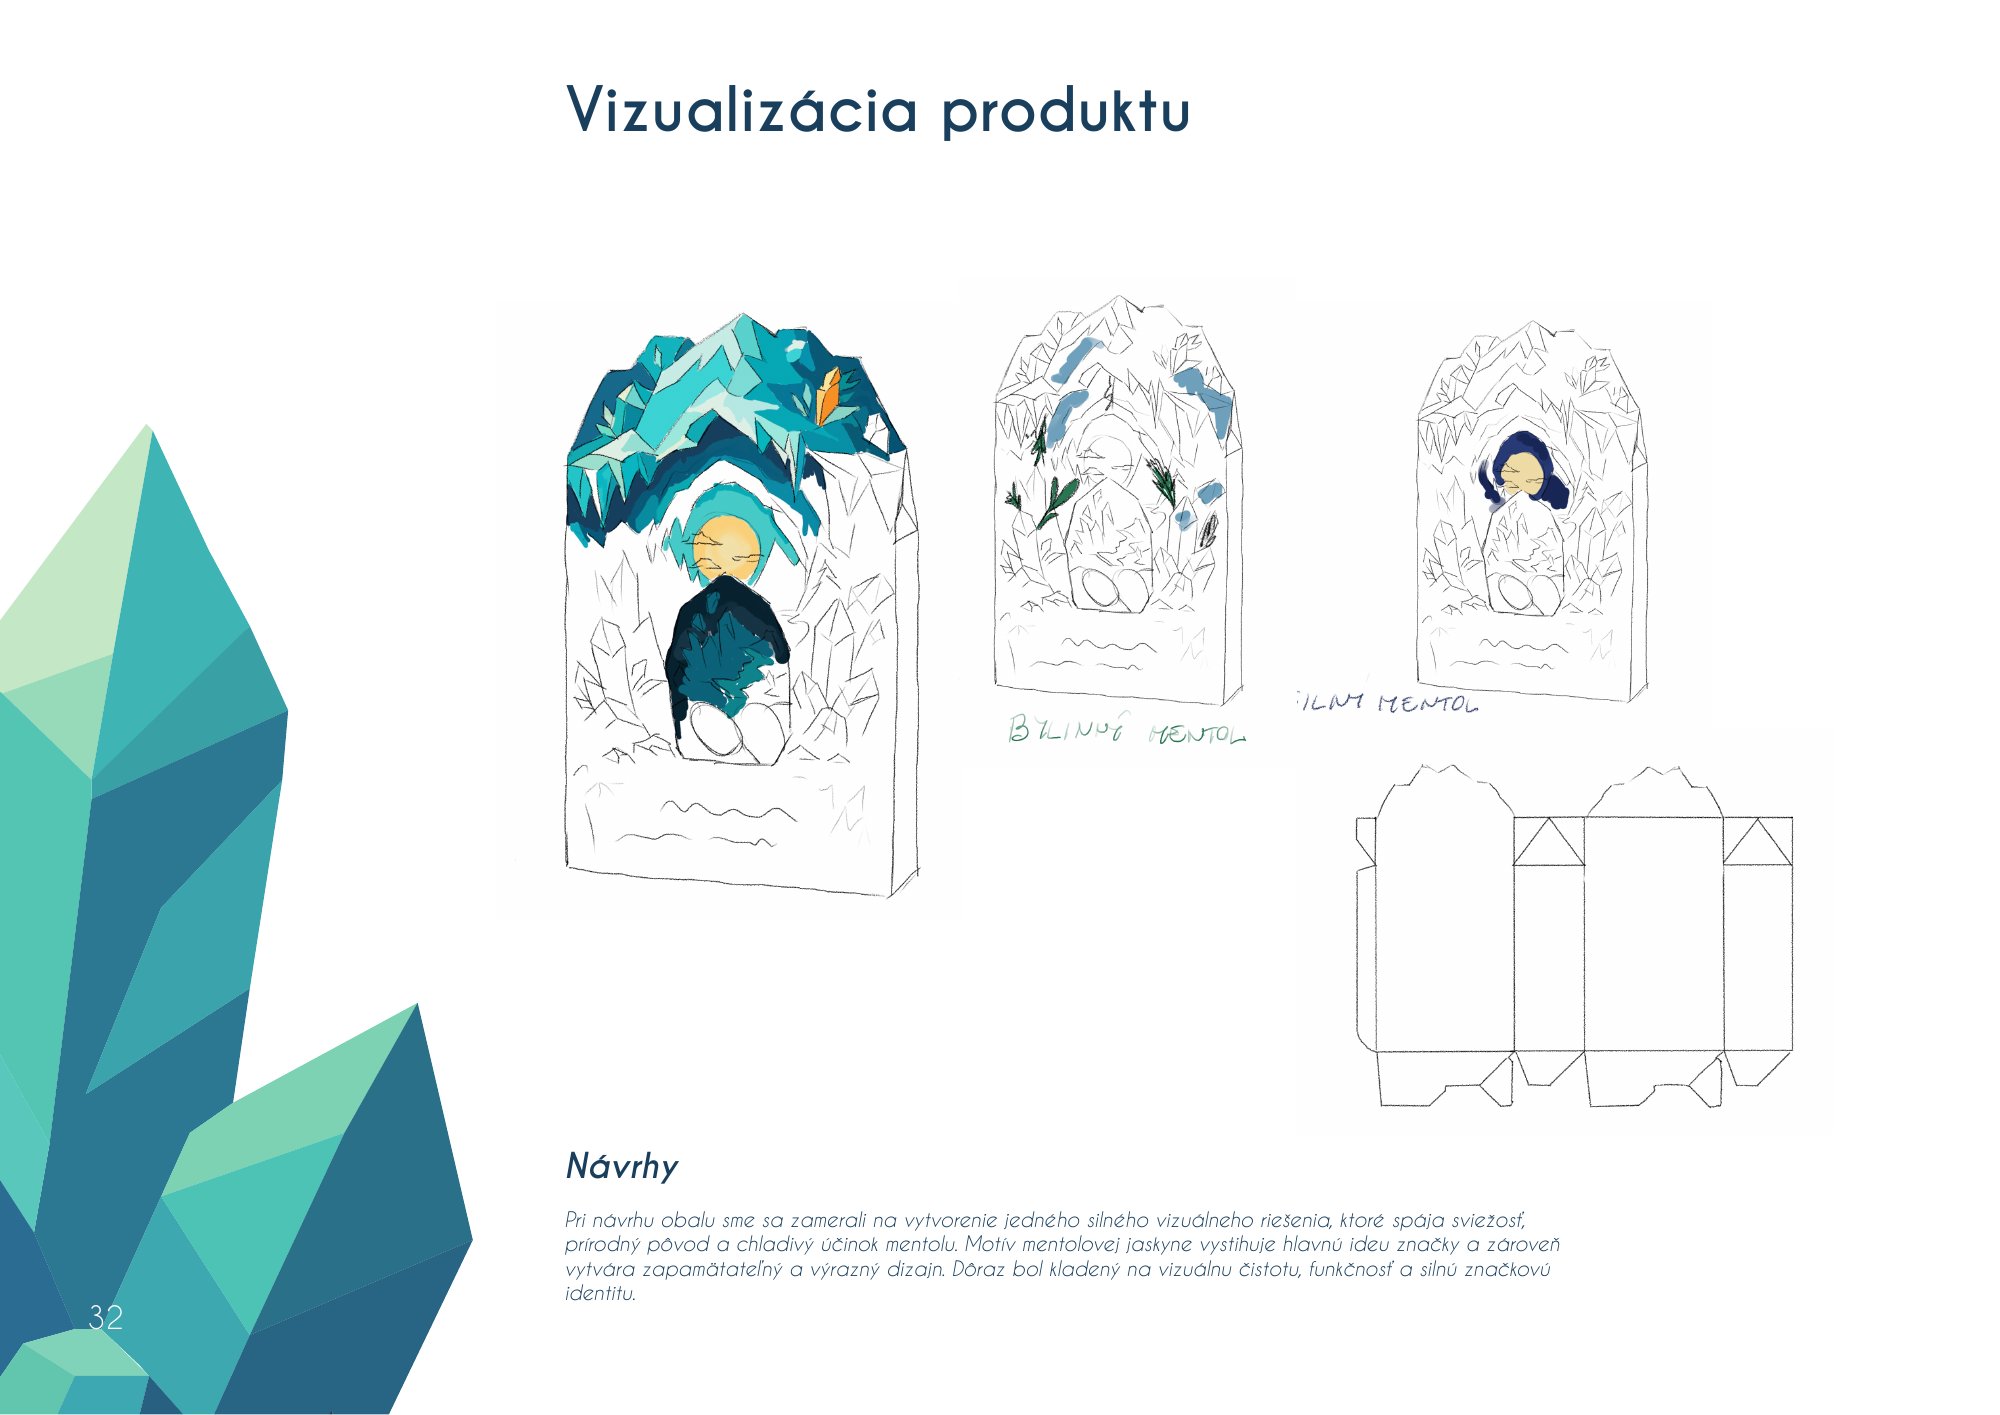 Vizualizácia produktu
BYLINNÝ MENTOL
MENTOL
Návrhy
Pri návrhu obalu sme sa zamerali na vytvorenie jedného silného vizuálneho riešenia, ktoré spája sviežosť,
prírodný pôvod a chladivý účinok mentolu. Motív mentolovej jaskyne vystihuje hlavnú ideu značky a zároveň
vytvára zapamätateľný a výrazný dizajn. Dôraz bol kladený na vizuálnu čistotu, funkčnosť a silnú značkovú
identitu.
32